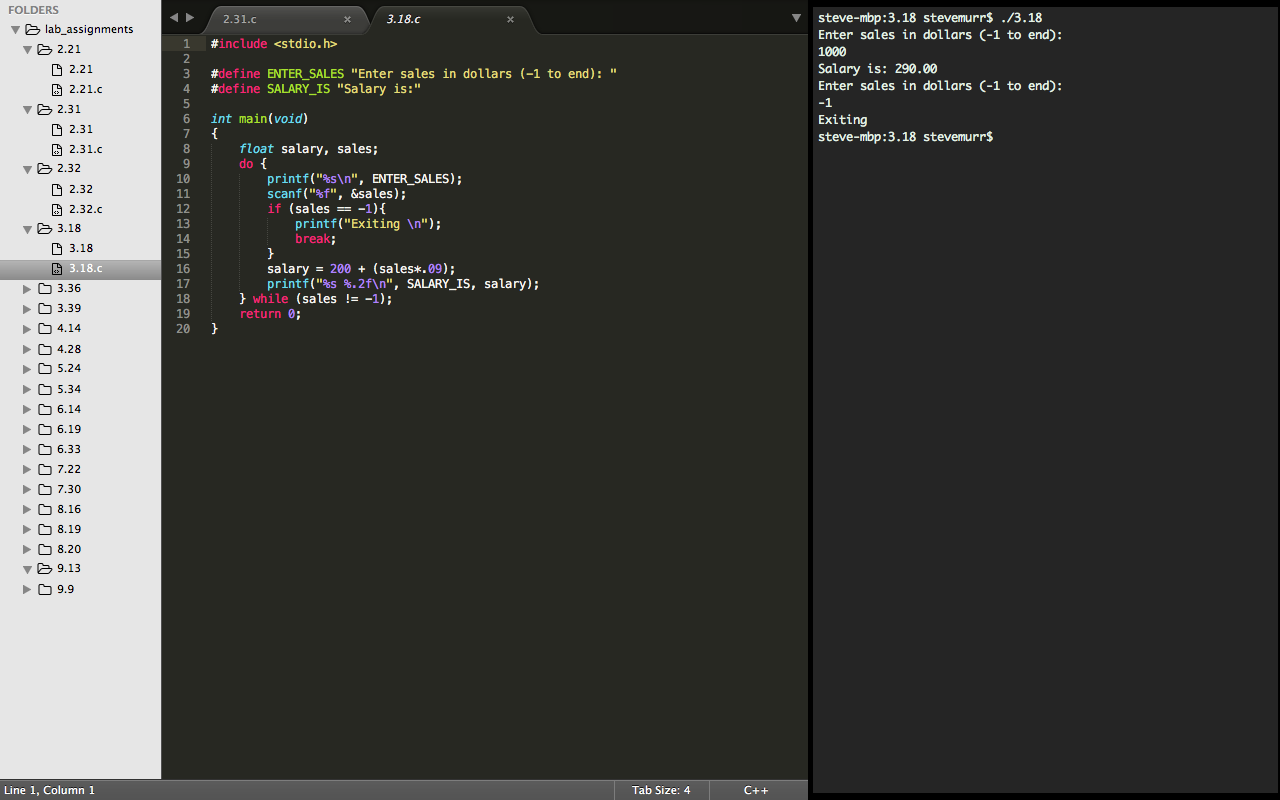 FOLDERS
lab_assignments
2.21
2.21
2.21.c
2.31
2.31
2.31.c
2.32
2.32
2.32.c
3.18
3.18
3.18.c
3.36
3.39
4.14
4.28
5.24
5.34
6.14
6.19
6.33
7.22
7.30
8.16
8.19
8.20
9.13
9.9
2.31.c ×
3.18.c ×
1 #include <stdio.h>
2
3 #define ENTER_SALES "Enter sales in dollars (-1 to end): "
4 #define SALARY_IS "Salary is:"
5
6 int main(void)
7 {
8 float salary, sales;
9 do {
10 printf("%s\n", ENTER_SALES);
11 scanf("%f", &sales);
12 if (sales == -1){
13 printf("Exiting \n");
14 break;
15 }
16 salary = 200 + (sales*.09);
17 printf("%s %.2f\n", SALARY_IS, salary);
18 } while (sales != -1);
19 return 0;
20 }
steve-mbp:3.18 stevemurr$ ./3.18
Enter sales in dollars (-1 to end):
1000
Salary is: 290.00
Enter sales in dollars (-1 to end):
-1
Exiting
steve-mbp:3.18 stevemurr$
Line 1, Column 1
Tab Size: 4
C++